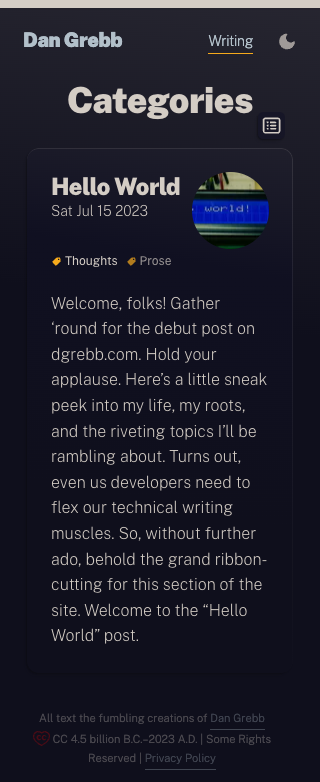 Dan Grebb
Writing
Categories
Hello World
Sat Jul 15 2023
world!
Thoughts Prose
Welcome, folks! Gather
‘round for the debut post on
dgrebb.com. Hold your
applause. Here’s a little sneak
peek into my life, my roots,
and the riveting topics I’ll be
rambling about. Turns out,
even us developers need to
flex our technical writing
muscles. So, without further
ado, behold the grand ribbon-
cutting for this section of the
site. Welcome to the “Hello
World” post.
All text the fumbling creations of Dan Grebb
CC CC 4.5 billion B.C.–2023 A.D. | Some Rights
Reserved | Privacy Policy